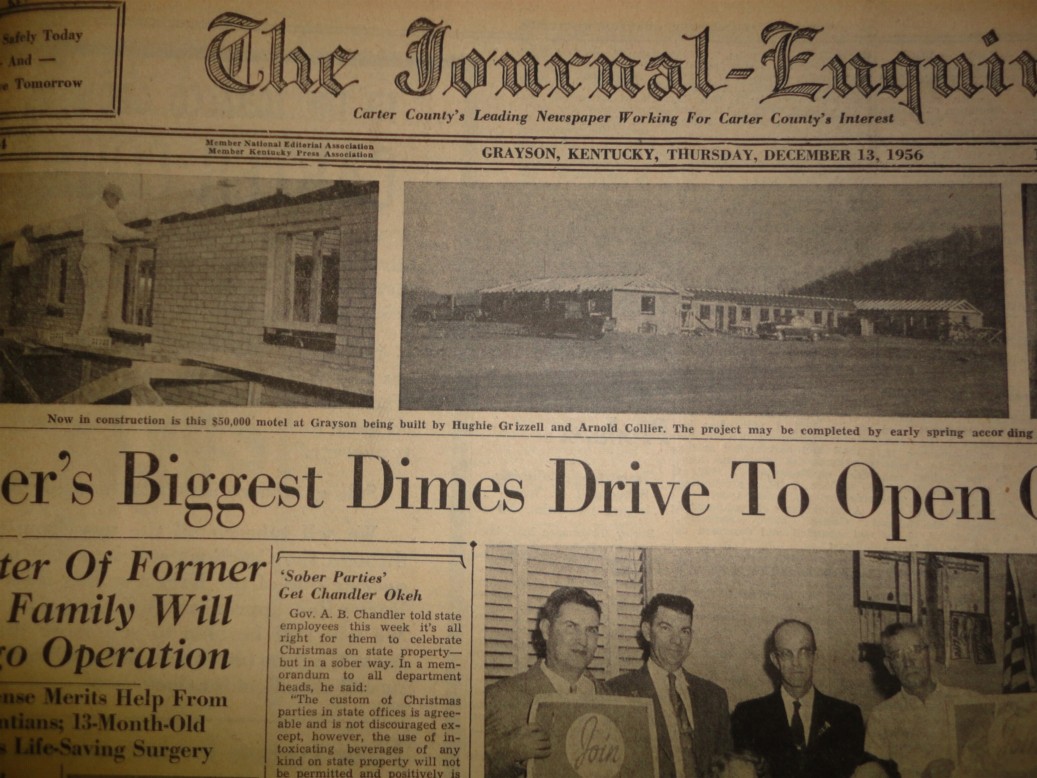 Safely Today
And —
Tomorrow
The Journal-Enqui
Carter County's Leading Newspaper Working For Carter County's Interest
Member National Editorial Association
Member Kentucky Press Association
GRAYSON, KENTUCKY, THURSDAY, DECEMBER 13, 1956
Now in construction is this $50,000 motel at Grayson being built by Hughie Grizzell and Arnold Collier. The project may be completed by early spring accor ding
er's Biggest Dimes Drive To Open
ter Of Former
Family Will
go Operation
ense Merits Help From
ntians; 13-Month-Old
s Life-Saving Surgery
'Sober Parties'
Get Chandler Okeh
Gov. A. B. Chandler told state
employees this week it's all
right for them to celebrate
Christmas on state property—
but in a sober way. In a mem-
orandum to all department
heads, he said:
"The custom of Christmas
parties in state offices is agree-
able and is not discouraged ex-
cept, however, the use of in-
toxicating beverages of any
kind on state property will not
be permitted and positively is
Join